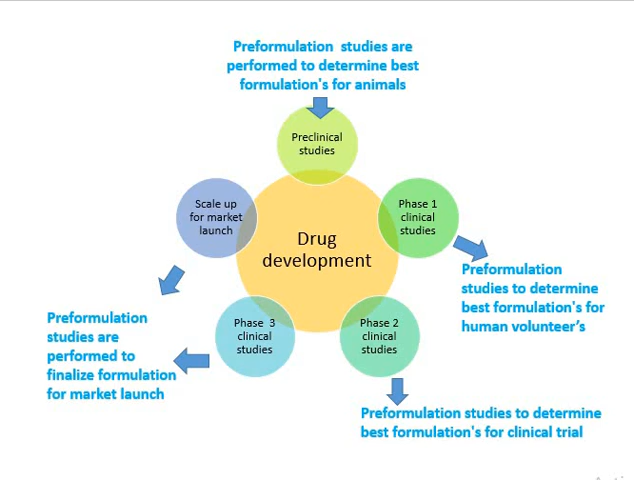 Preformulation  studies are
performed to determine best
formulation's for animals
Preclinical
studies
Scale up
for market
launch
Phase 1
clinical
studies
Drug
development
Preformulation
studies to determine
best formulation's for
human volunteer’s
Preformulation
studies are
performed to
finalize formulation
for market launch
Phase  3
clinical
studies
Phase 2
clinical
studies
Preformulation studies to determine
best formulation's for clinical trial